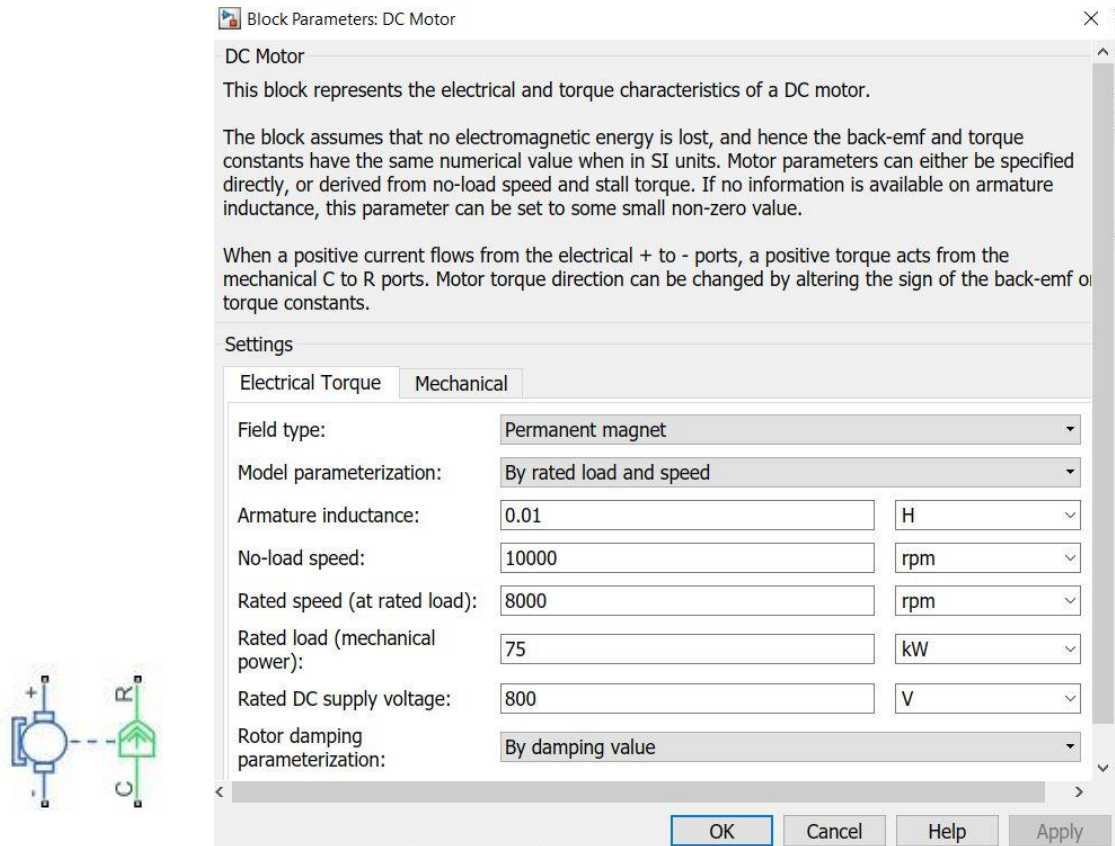 Block Parameters: DC Motor
DC Motor
This block represents the electrical and torque characteristics of a DC motor.
The block assumes that no electromagnetic energy is lost, and hence the back-emf and torque
constants have the same numerical value when in SI units. Motor parameters can either be specified
directly, or derived from no-load speed and stall torque. If no information is available on armature
inductance, this parameter can be set to some small non-zero value.
When a positive current flows from the electrical + to - ports, a positive torque acts from the
mechanical C to R ports. Motor torque direction can be changed by altering the sign of the back-emf or
torque constants.
Settings
Electrical Torque Mechanical
Field type: Permanent magnet
Model parameterization: By rated load and speed
Armature inductance: 0.01 H
No-load speed: 10000 rpm
Rated speed (at rated load): 8000 rpm
Rated load (mechanical
power): 75 kW
Rated DC supply voltage: 800 V
Rotor damping
parameterization: By damping value
OK Cancel Help Apply
+ R
- C